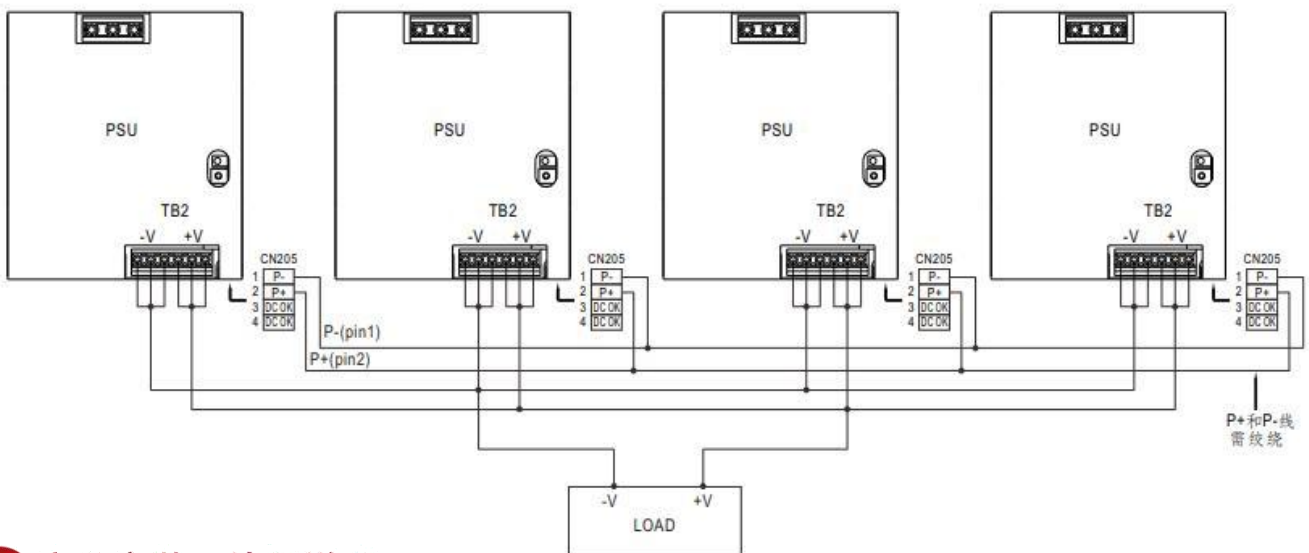 PSU
PSU
PSU
PSU
TB2
TB2
TB2
TB2
-V +V
-V +V
-V +V
-V +V
CN205
1 P-
2 P+
3 DC OK
4 DC OK
CN205
1 P-
2 P+
3 DC OK
4 DC OK
CN205
1 P-
2 P+
3 DC OK
4 DC OK
CN205
1 P-
2 P+
3 DC OK
4 DC OK
P-(pin1)
P+(pin2)
P+和P-线
需绞绕
-V +V
LOAD